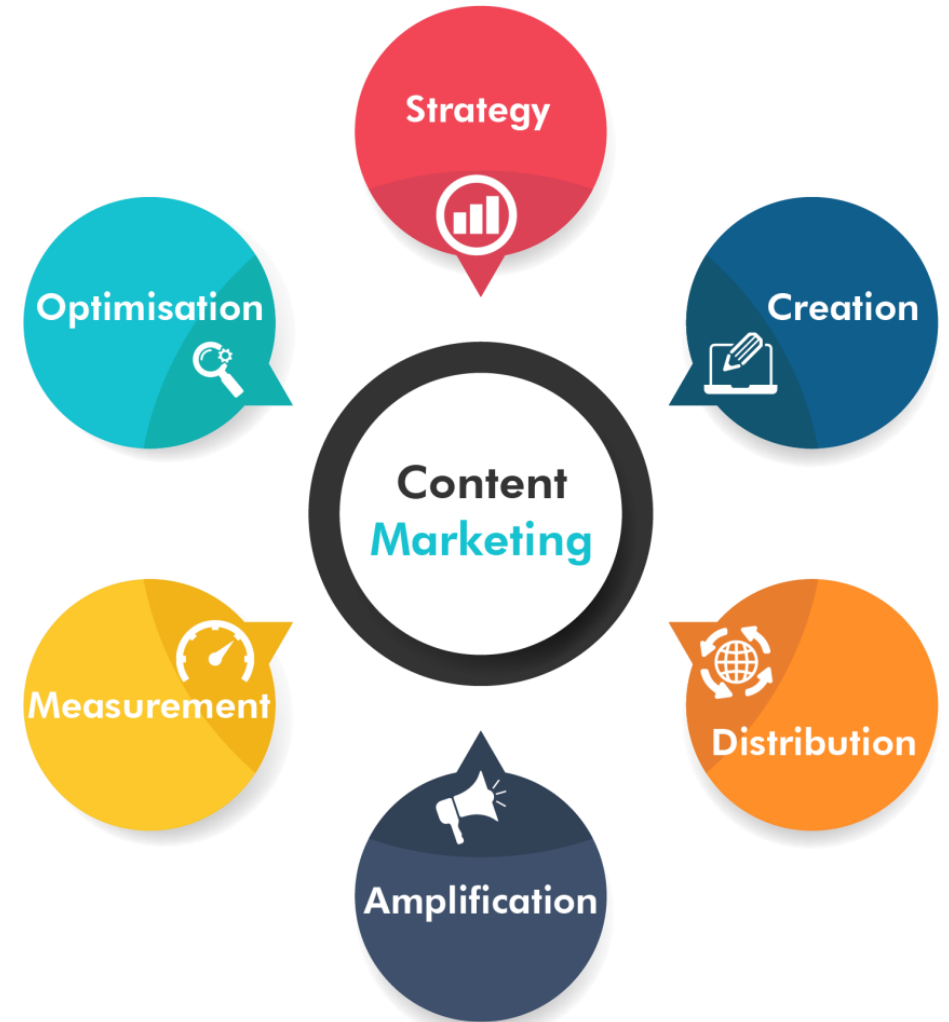 Strategy
Optimisation
Creation
Content
Marketing
Measurement
Distribution
Amplification